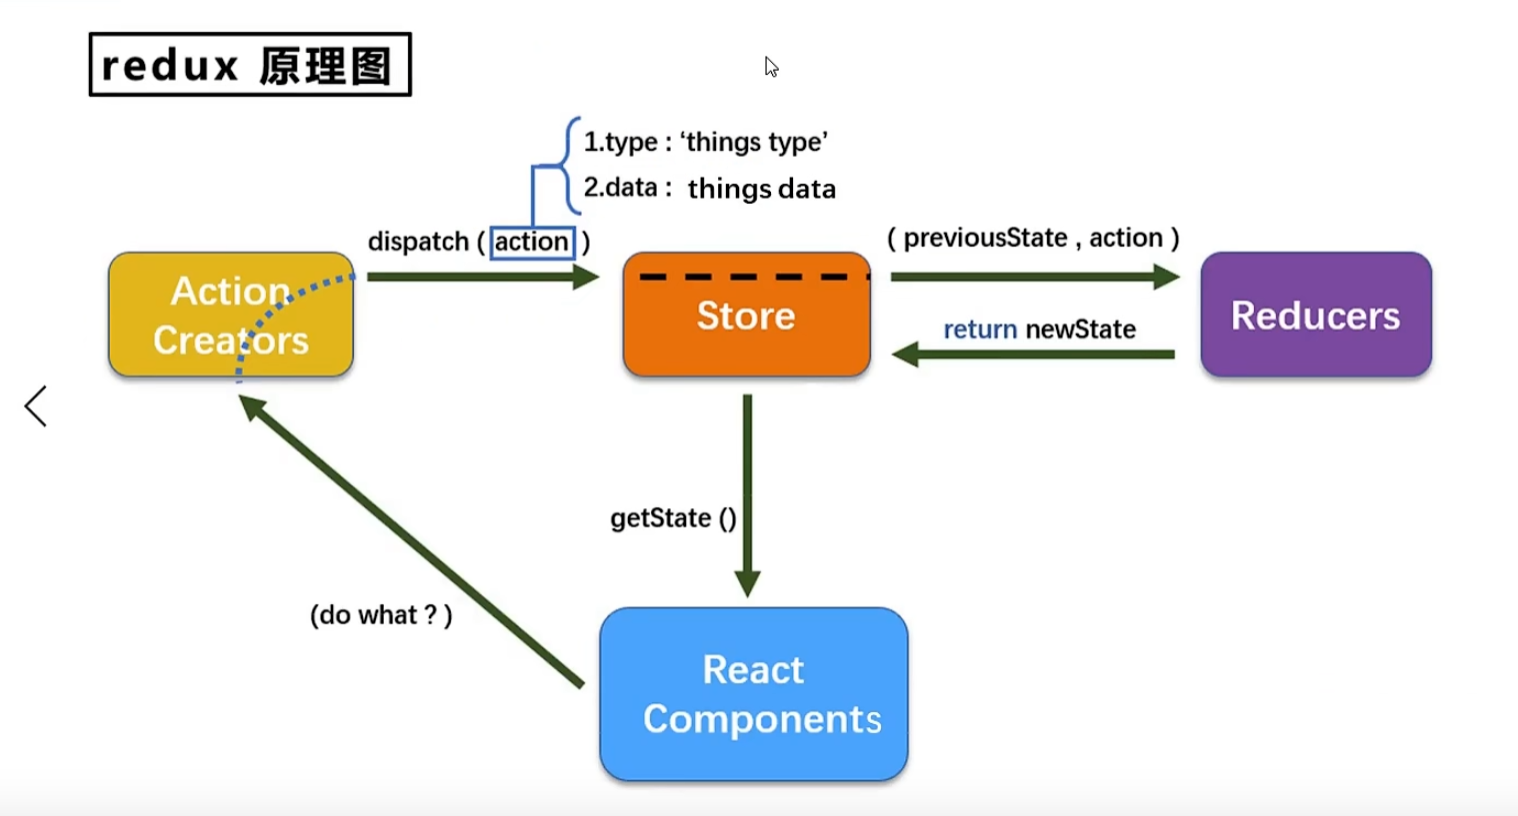 redux 原理图
1.type : ‘things type’
2.data : things data
dispatch ( action )
( previousState , action )
Action
Creators
Store
return newState
Reducers
getState ()
(do what ? )
React
Components